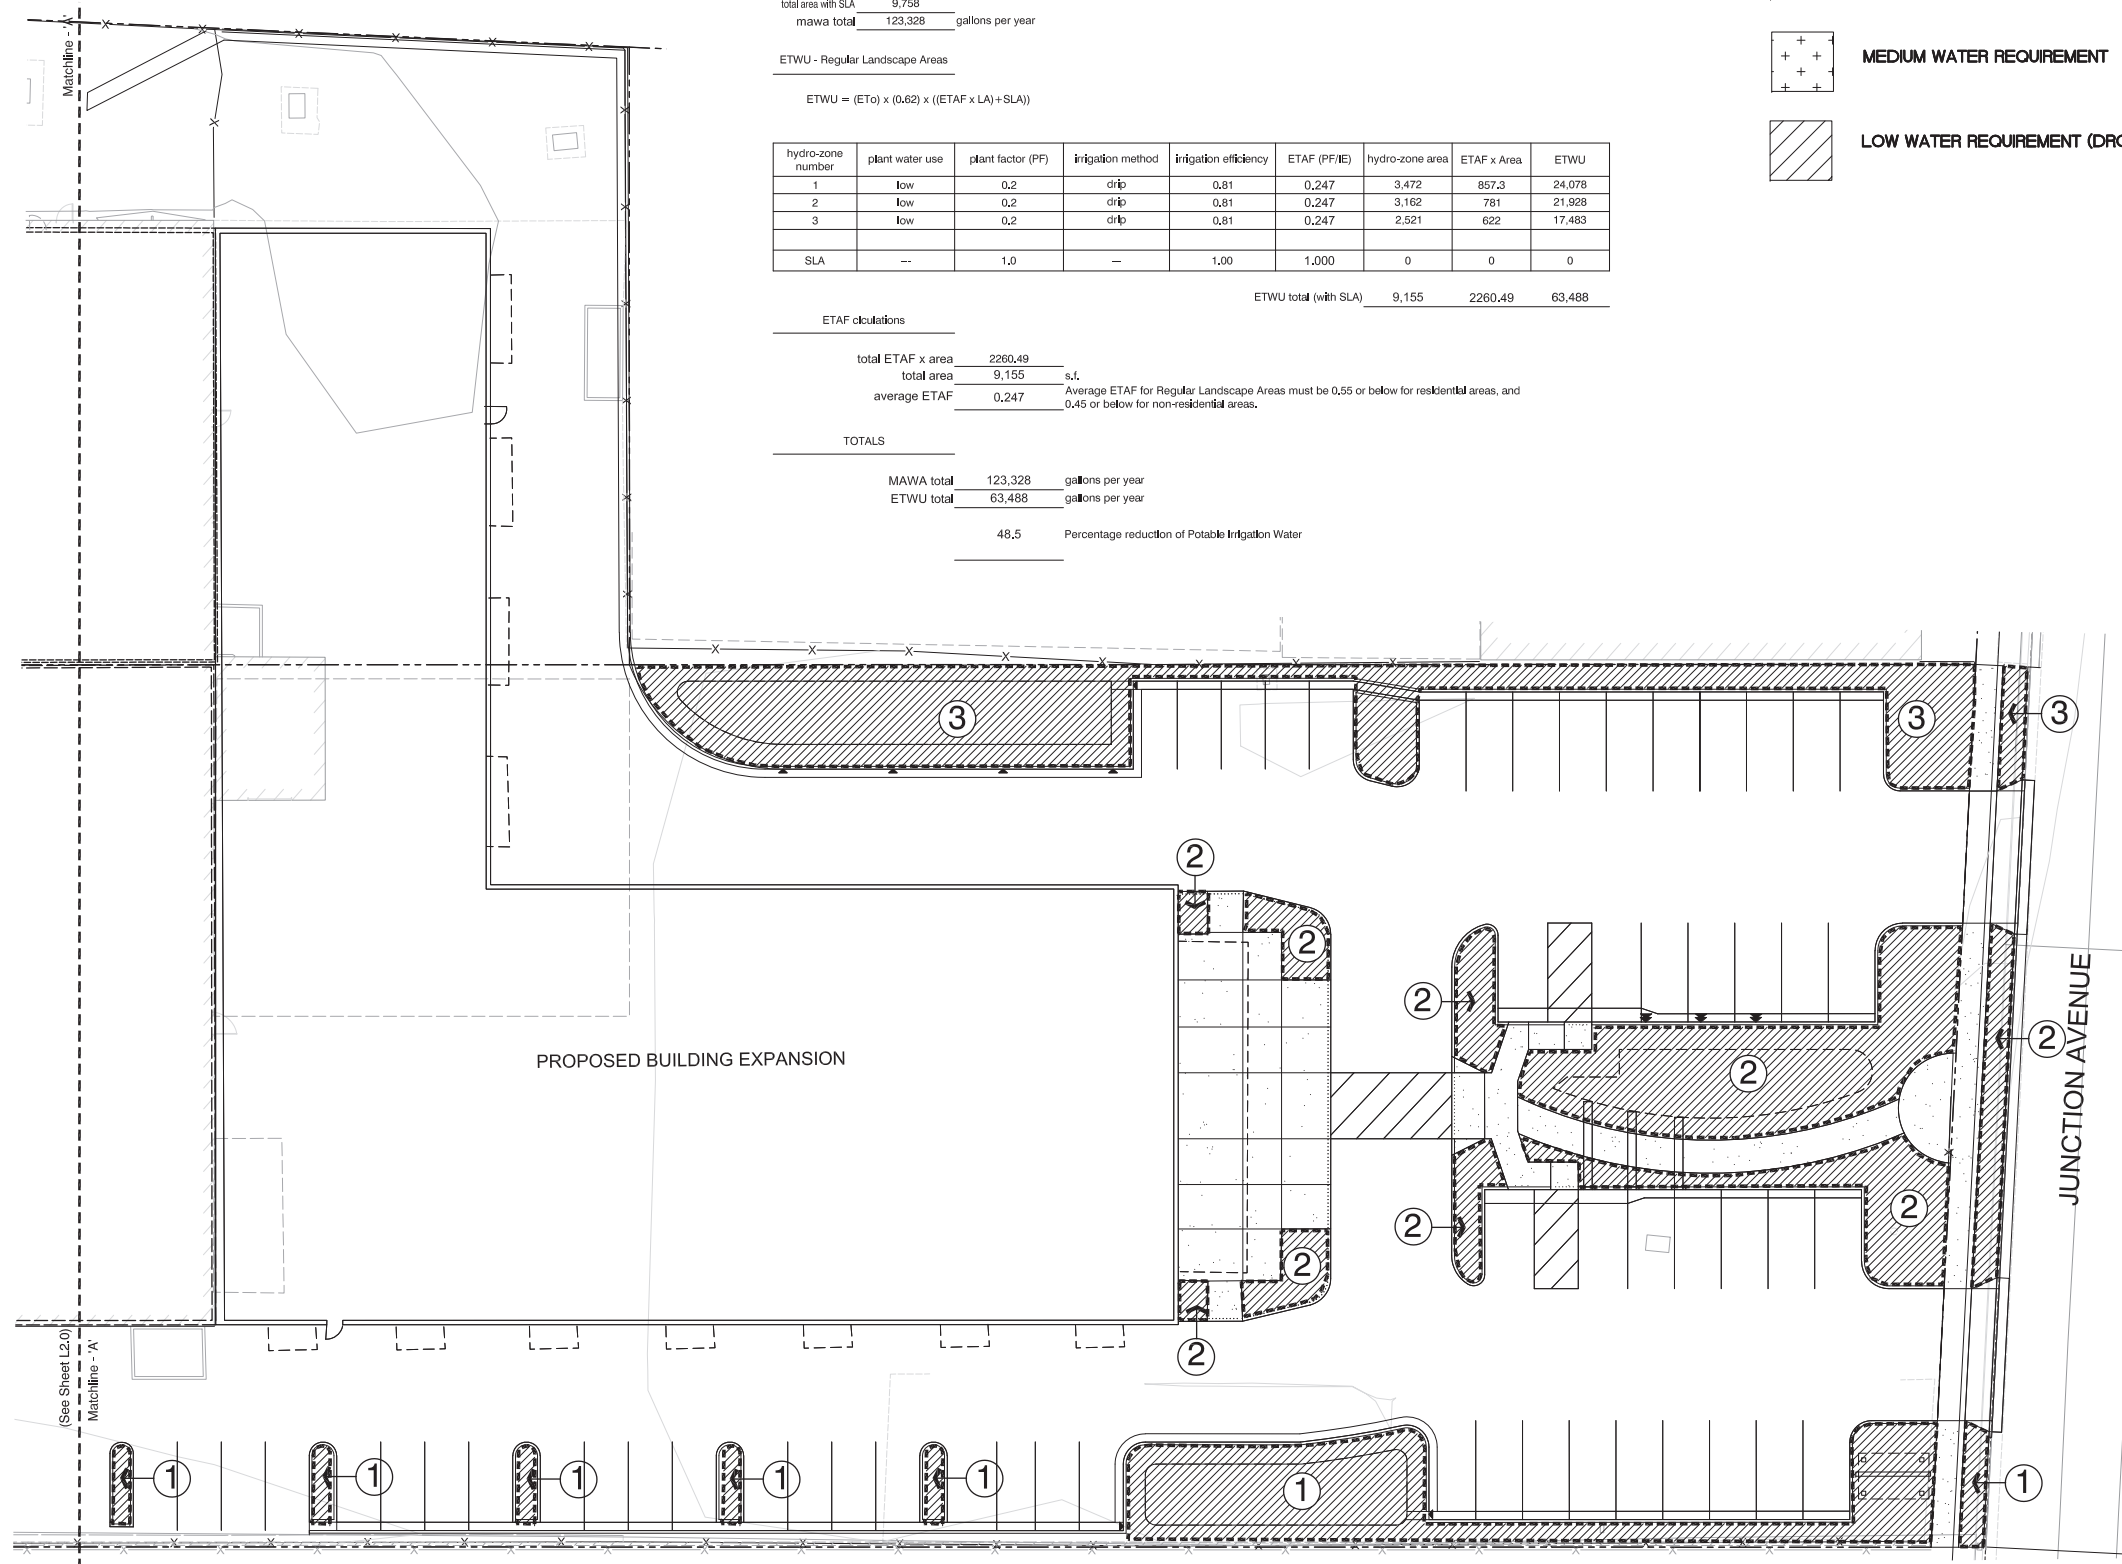 total area with SLA 9,758
mawa total 123,328 gallons per year
ETWU - Regular Landscape Areas
ETWU = (ETo) x (0.62) x ((ETAF x LA)+SLA))
hydro-zone number plant water use plant factor (PF) irrigation method irrigation efficiency ETAF (PF/IE) hydro-zone area ETAF x Area ETWU
1 low 0.2 drip 0.81 0.247 3,472 857.3 24,078
2 low 0.2 drip 0.81 0.247 3,162 781 21,928
3 low 0.2 drip 0.81 0.247 2,521 622 17,483
SLA -- 1.0 — 1.00 1.000 0 0 0
ETWU total (with SLA) 9,155 2260.49 63,488
ETAF clculations
total ETAF x area 2260.49
total area 9,155 s.f.
average ETAF 0.247 Average ETAF for Regular Landscape Areas must be 0.55 or below for residential areas, and
0.45 or below for non-residential areas.
TOTALS
MAWA total 123,328 gallons per year
ETWU total 63,488 gallons per year
48.5 Percentage reduction of Potable Irrigation Water
MEDIUM WATER REQUIREMENT
LOW WATER REQUIREMENT (DRO
Matchline - 'A'
3
3
3
2
2
2
2
2
JUNCTION AVENUE
PROPOSED BUILDING EXPANSION
2
2
2
2
(See Sheet L2.0)
Matchline - 'A'
1
1
1
1
1
1
1